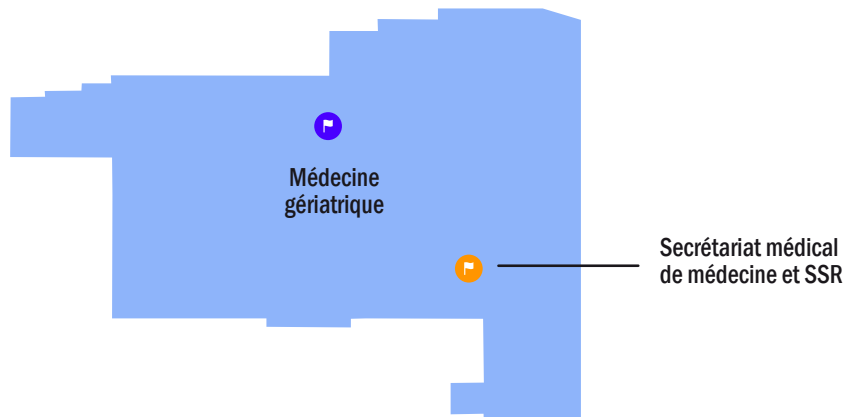 Médecine
gériatrique
Secrétariat médical
de médecine et SSR